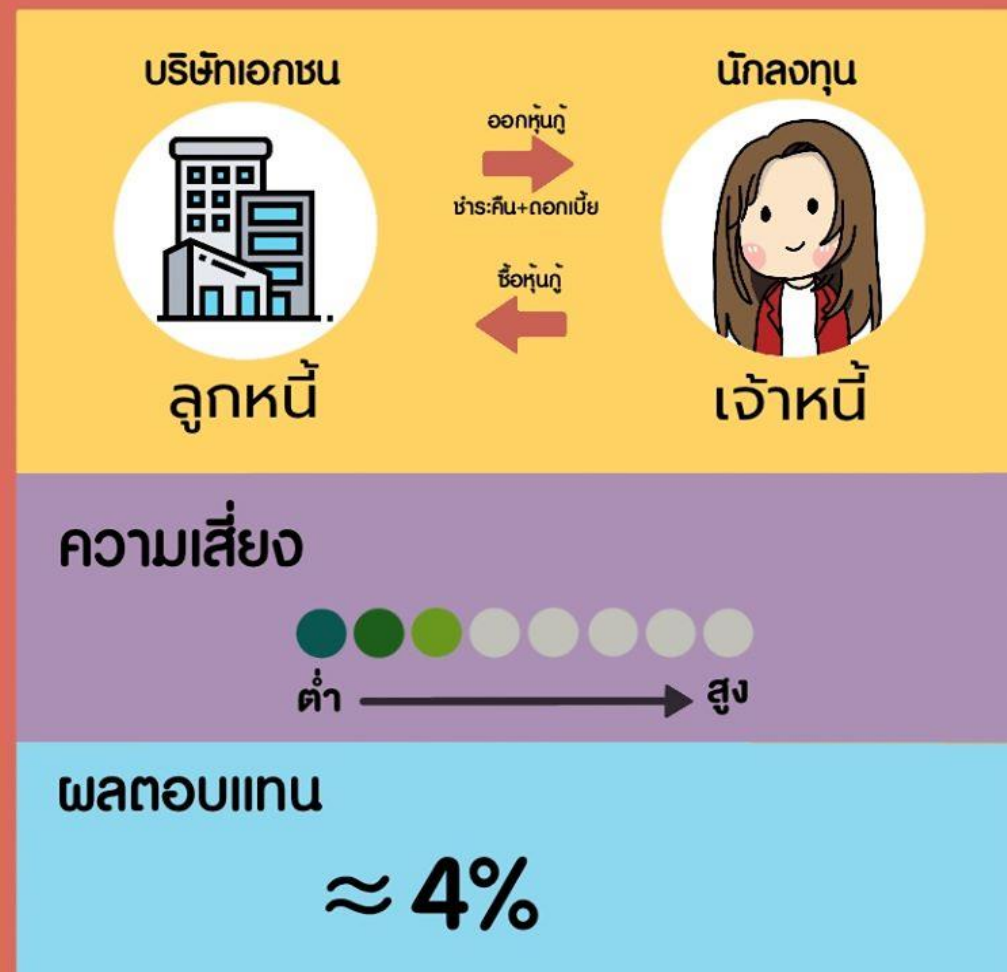 บริษัทเอกชน
นักลงทุน
ออกหุ้นกู้
ชำระคืน+ดอกเบี้ย
ซื้อหุ้นกู้
ลูกหนี้
เจ้าหนี้
ความเสี่ยง
ต่ำ
สูง
ผลตอบแทน
≈ 4%